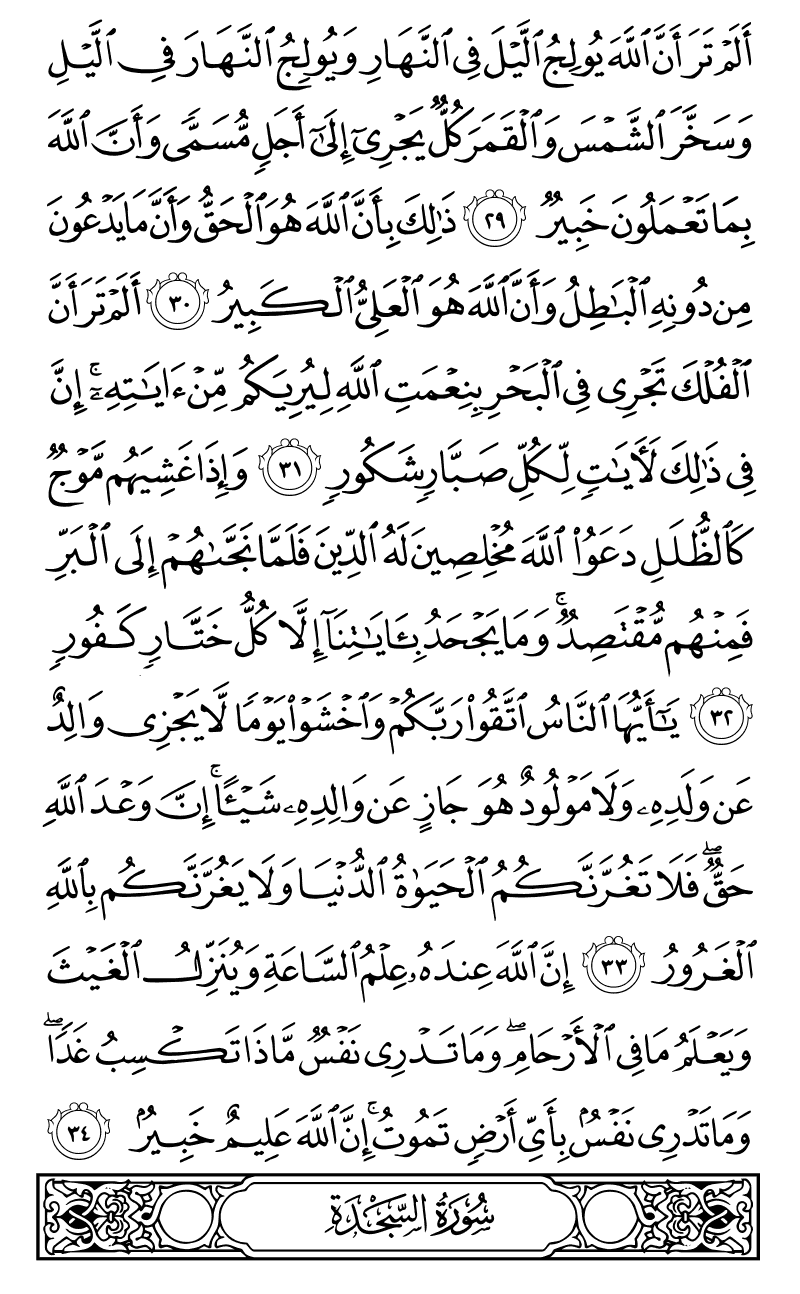 أَلَمْ تَرَ أَنَّ ٱللَّهَ يُولِجُ ٱلَّيْلَ فِى ٱلنَّهَارِ وَيُولِجُ ٱلنَّهَارَ فِى ٱلَّيْلِ
وَسَخَّرَ ٱلشَّمْسَ وَٱلْقَمَرَ كُلٌّ يَجْرِىٓ إِلَىٰٓ أَجَلٍ مُّسَمًّى وَأَنَّ ٱللَّهَ
بِمَا تَعْمَلُونَ خَبِيرٌ ٢٩ ذَٰلِكَ بِأَنَّ ٱللَّهَ هُوَ ٱلْحَقُّ وَأَنَّ مَا يَدْعُونَ
مِن دُونِهِ ٱلْبَٰطِلُ وَأَنَّ ٱللَّهَ هُوَ ٱلْعَلِىُّ ٱلْكَبِيرُ ٣٠ أَلَمْ تَرَ أَنَّ
ٱلْفُلْكَ تَجْرِى فِى ٱلْبَحْرِ بِنِعْمَتِ ٱللَّهِ لِيُرِيَكُم مِّنْ ءَايَٰتِهِۦٓ ۚ إِنَّ
فِى ذَٰلِكَ لَءَايَٰتٍ لِّكُلِّ صَبَّارٍ شَكُورٍ ٣١ وَإِذَا غَشِيَهُم مَّوْجٌ
كَٱلظُّلَلِ دَعَوُا۟ ٱللَّهَ مُخْلِصِينَ لَهُ ٱلدِّينَ فَلَمَّا نَجَّىٰهُمْ إِلَى ٱلْبَرِّ
فَمِنْهُم مُّقْتَصِدٌ ۚ وَمَا يَجْحَدُ بِـَٔايَٰتِنَآ إِلَّا كُلُّ خَتَّارٍ كَفُورٍ
٣٢ يَٰٓأَيُّهَا ٱلنَّاسُ ٱتَّقُوا۟ رَبَّكُمْ وَٱخْشَوْا۟ يَوْمًا لَّا يَجْزِى وَالِدٌ
عَن وَلَدِهِۦ وَلَا مَوْلُودٌ هُوَ جَازٍ عَن وَالِدِهِۦ شَيْـًٔا ۚ إِنَّ وَعْدَ ٱللَّهِ
حَقٌّ ۖ فَلَا تَغُرَّنَّكُمُ ٱلْحَيَوٰةُ ٱلدُّنْيَا وَلَا يَغُرَّنَّكُم بِٱللَّهِ
ٱلْغَرُورُ ٣٣ إِنَّ ٱللَّهَ عِندَهُۥ عِلْمُ ٱلسَّاعَةِ وَيُنَزِّلُ ٱلْغَيْثَ
وَيَعْلَمُ مَا فِى ٱلْأَرْحَامِ ۖ وَمَا تَدْرِى نَفْسٌ مَّاذَا تَكْسِبُ غَدًا ۖ
وَمَا تَدْرِى نَفْسٌۢ بِأَىِّ أَرْضٍ تَمُوتُ ۚ إِنَّ ٱللَّهَ عَلِيمٌ خَبِيرٌۢ ٣٤
سُورَةُ السَّجْدَةِ